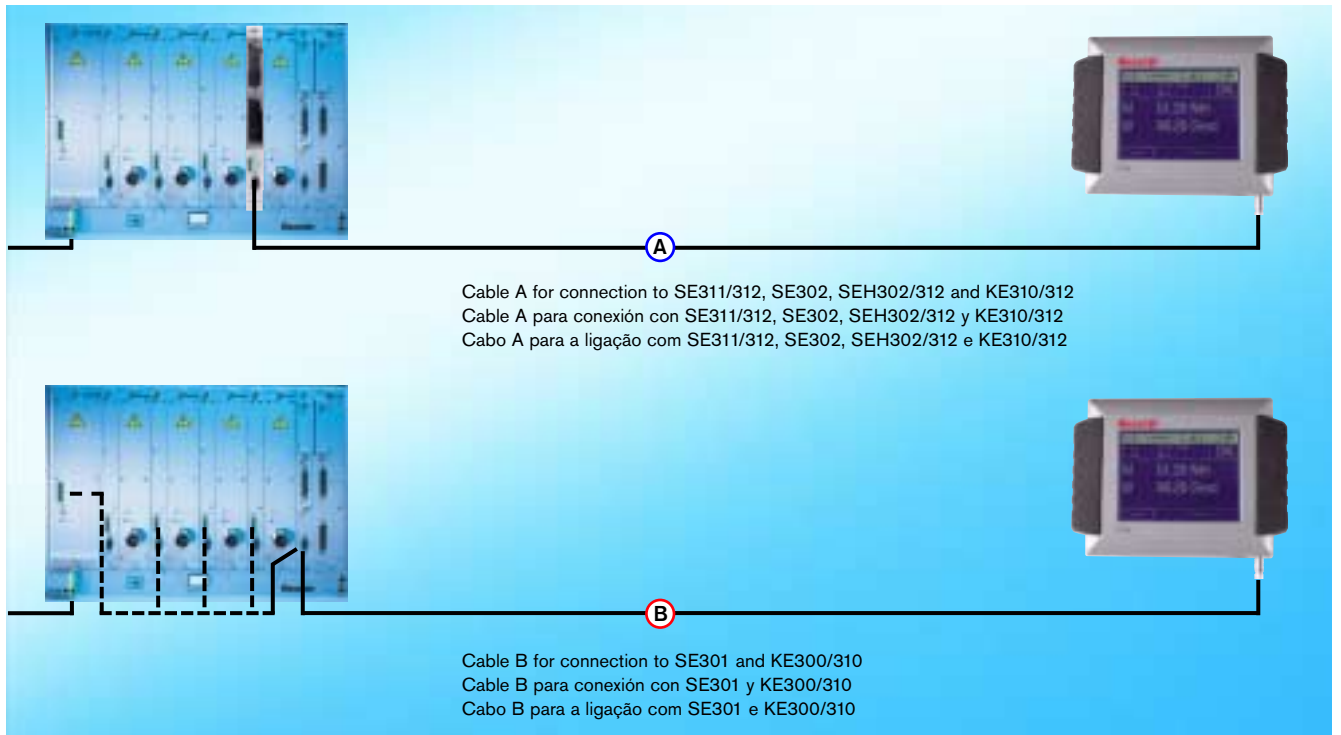 A
Cable A for connection to SE311/312, SE302, SEH302/312 and KE310/312
Cable A para conexión con SE311/312, SE302, SEH302/312 y KE310/312
Cabo A para a ligação com SE311/312, SE302, SEH302/312 e KE310/312
B
Cable B for connection to SE301 and KE300/310
Cable B para conexión con SE301 y KE300/310
Cabo B para a ligação com SE301 e KE300/310